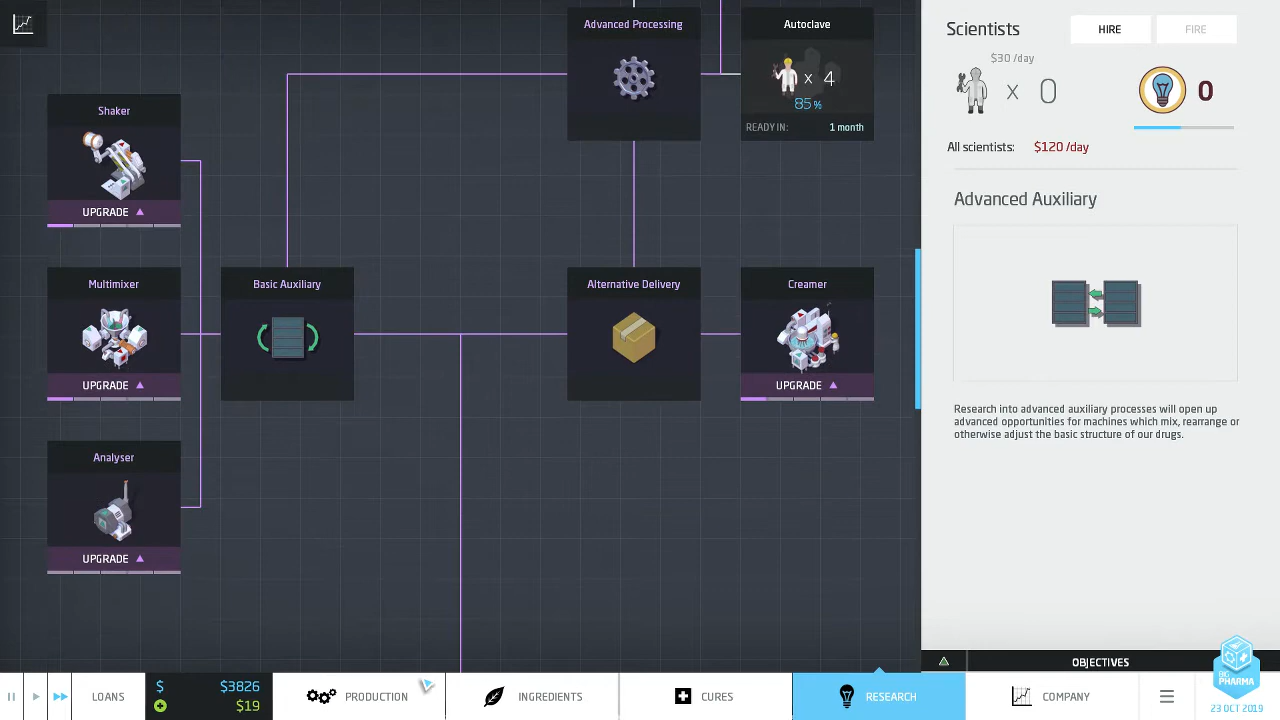 Advanced Processing
Autoclave
x 4
85 %
READY IN: 1 month
Shaker
UPGRADE
Multimixer
UPGRADE
Analyser
UPGRADE
Basic Auxiliary
Alternative Delivery
Creamer
UPGRADE
Scientists
HIRE
FIRE
$30 /day
x 0
0
All scientists: $120 /day
Advanced Auxiliary
Research into advanced auxiliary processes will open up
advanced opportunities for machines which mix, rearrange or
otherwise adjust the basic structure of our drugs.
OBJECTIVES
BIG
PHARMA
LOANS
$ $3826
$19
PRODUCTION
INGREDIENTS
CURES
RESEARCH
COMPANY
23 OCT 2019